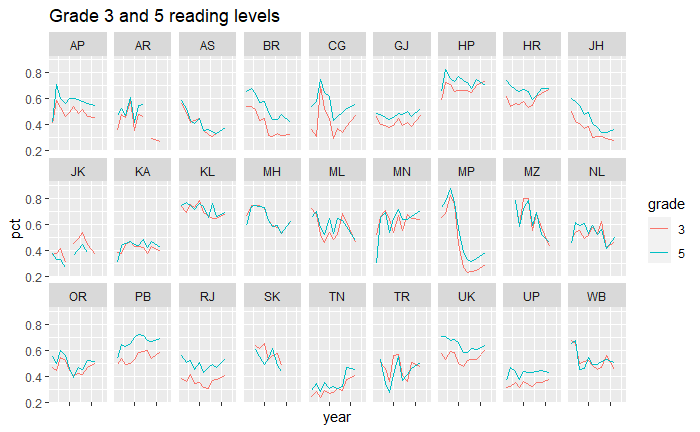 Grade 3 and 5 reading levels
AP AR AS BR CG GJ HP HR JH
0.8
0.6
0.4
0.2
JK KA KL MH ML MN MP MZ NL
0.8
0.6
0.4
0.2
OR PB RJ SK TN TR UK UP WB
0.8
0.6
0.4
0.2
pct
year
grade
3
5